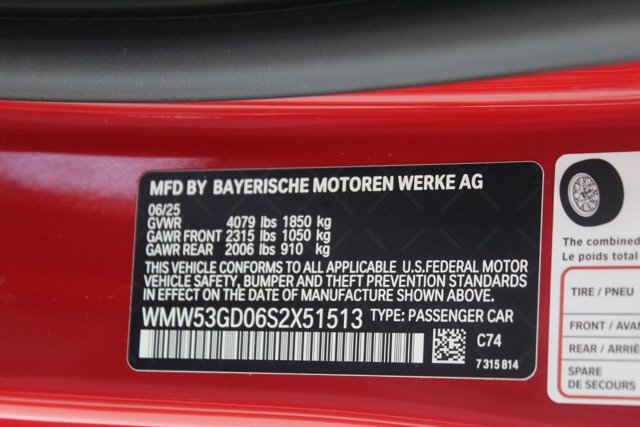 MFD BY BAYERISCHE MOTOREN WERKE AG
06/25
GVWR 4079 lbs 1850 kg
GAWR FRONT 2315 lbs 1050 kg
GAWR REAR 2006 lbs 910 kg
THIS VEHICLE CONFORMS TO ALL APPLICABLE U.S.FEDERAL MOTOR
VEHICLE SAFETY, BUMPER AND THEFT PREVENTION STANDARDS
IN EFFECT ON THE DATE OF MANUFACTURE SHOWN ABOVE.
WMW53GD06S2X51513 TYPE: PASSENGER CAR
C74
7 315 814
The combined
Le poids total
TIRE / PNEU
FRONT / AVAN
REAR / ARRIÈ
SPARE
DE SECOURS